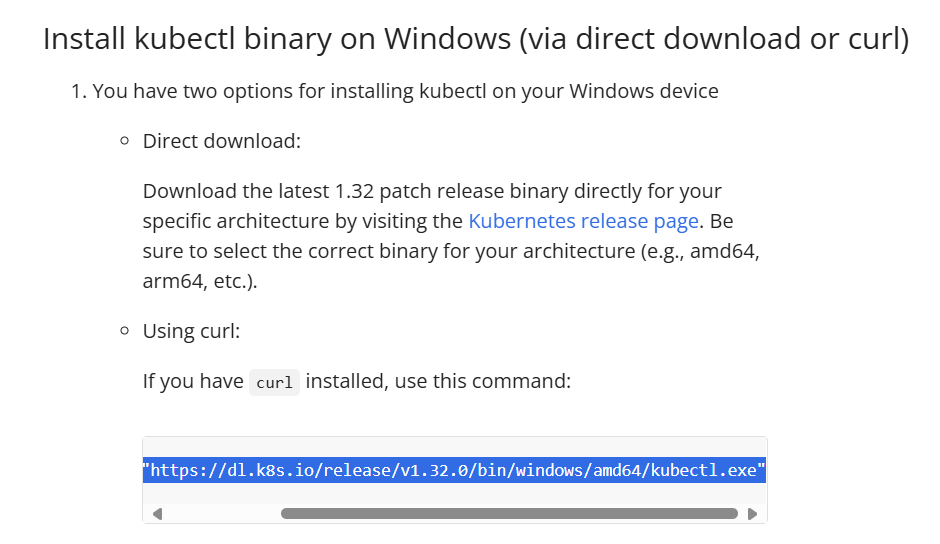 Install kubectl binary on Windows (via direct download or curl)
1. You have two options for installing kubectl on your Windows device
Direct download:
Download the latest 1.32 patch release binary directly for your
specific architecture by visiting the Kubernetes release page. Be
sure to select the correct binary for your architecture (e.g., amd64,
arm64, etc.).
Using curl:
If you have curl installed, use this command:
"https://dl.k8s.io/release/v1.32.0/bin/windows/amd64/kubectl.exe"